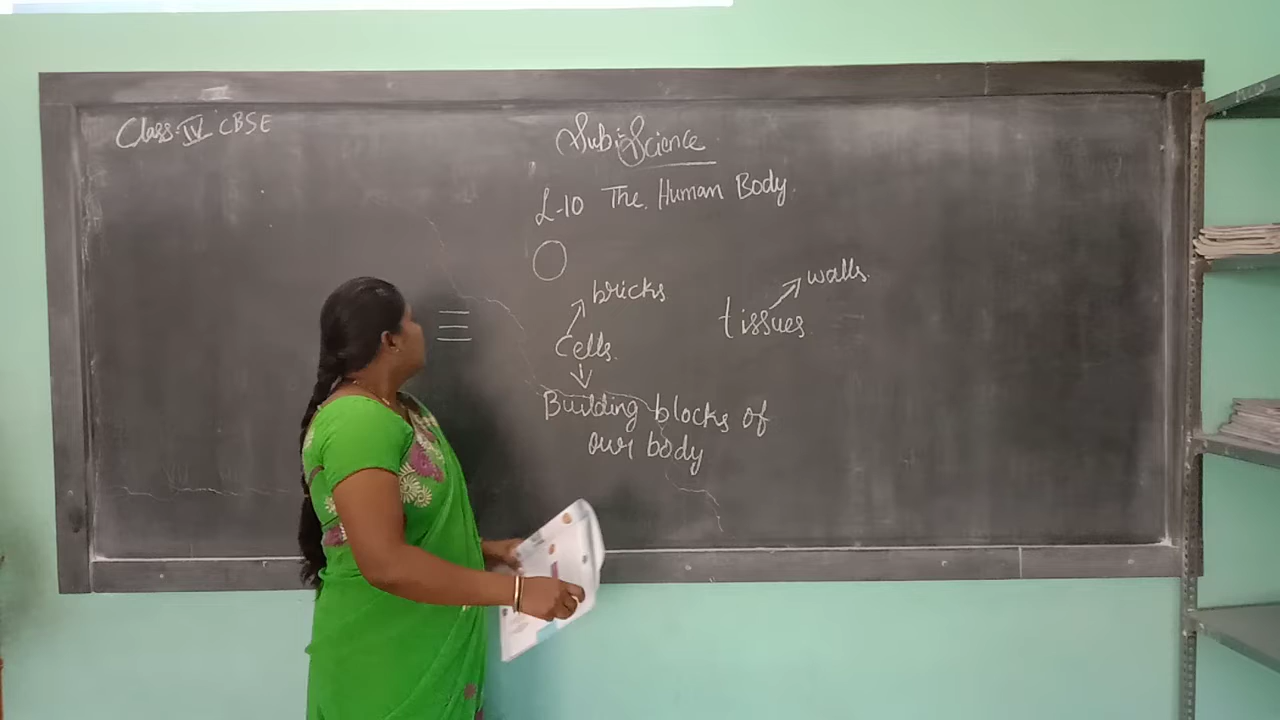 Class:IV CBSE
Sub:-Science
L-10 The Human Body
bricks
walls
cells
tissues
Building blocks of
our body